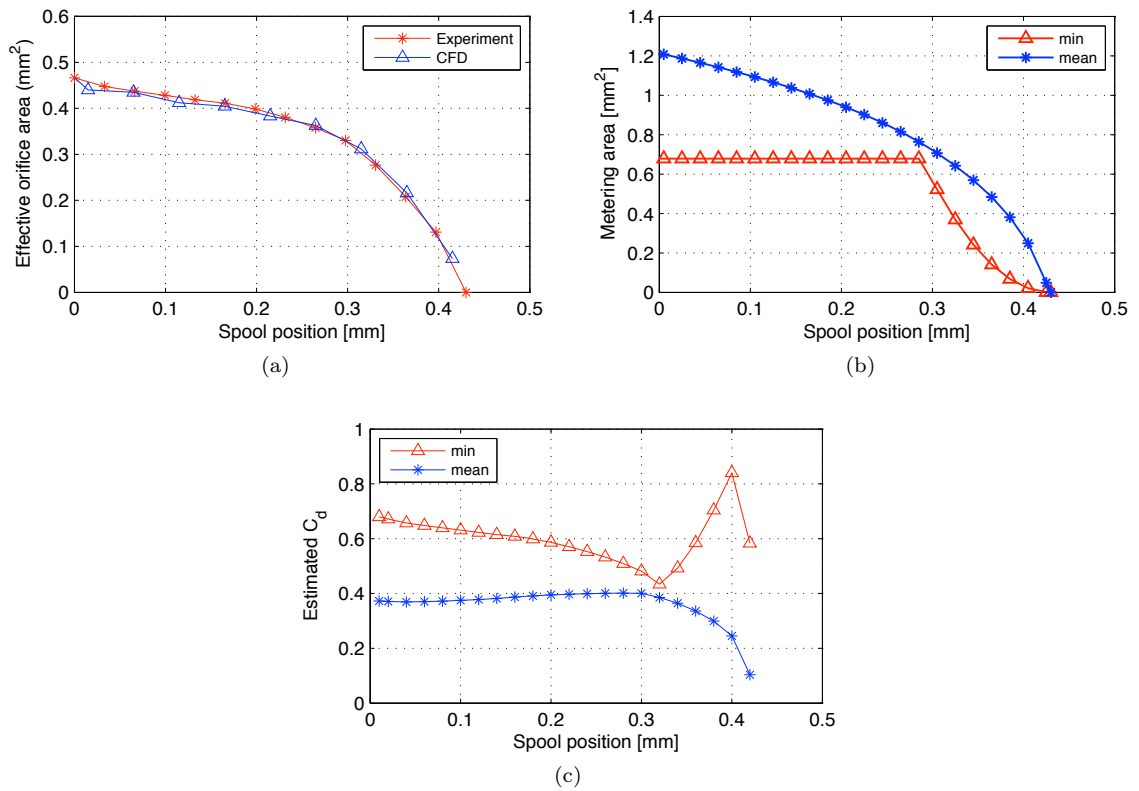 0.6
0.5
0.4
0.3
0.2
0.1
0
Effective orifice area (mm²)
Experiment
CFD
0 0.1 0.2 0.3 0.4 0.5
Spool position [mm]
(a)
1.4
1.2
1
0.8
0.6
0.4
0.2
0
Metering area [mm²]
min
mean
0 0.1 0.2 0.3 0.4 0.5
Spool position [mm]
(b)
1
0.8
0.6
0.4
0.2
0
Estimated C_d
min
mean
0 0.1 0.2 0.3 0.4 0.5
Spool position [mm]
(c)